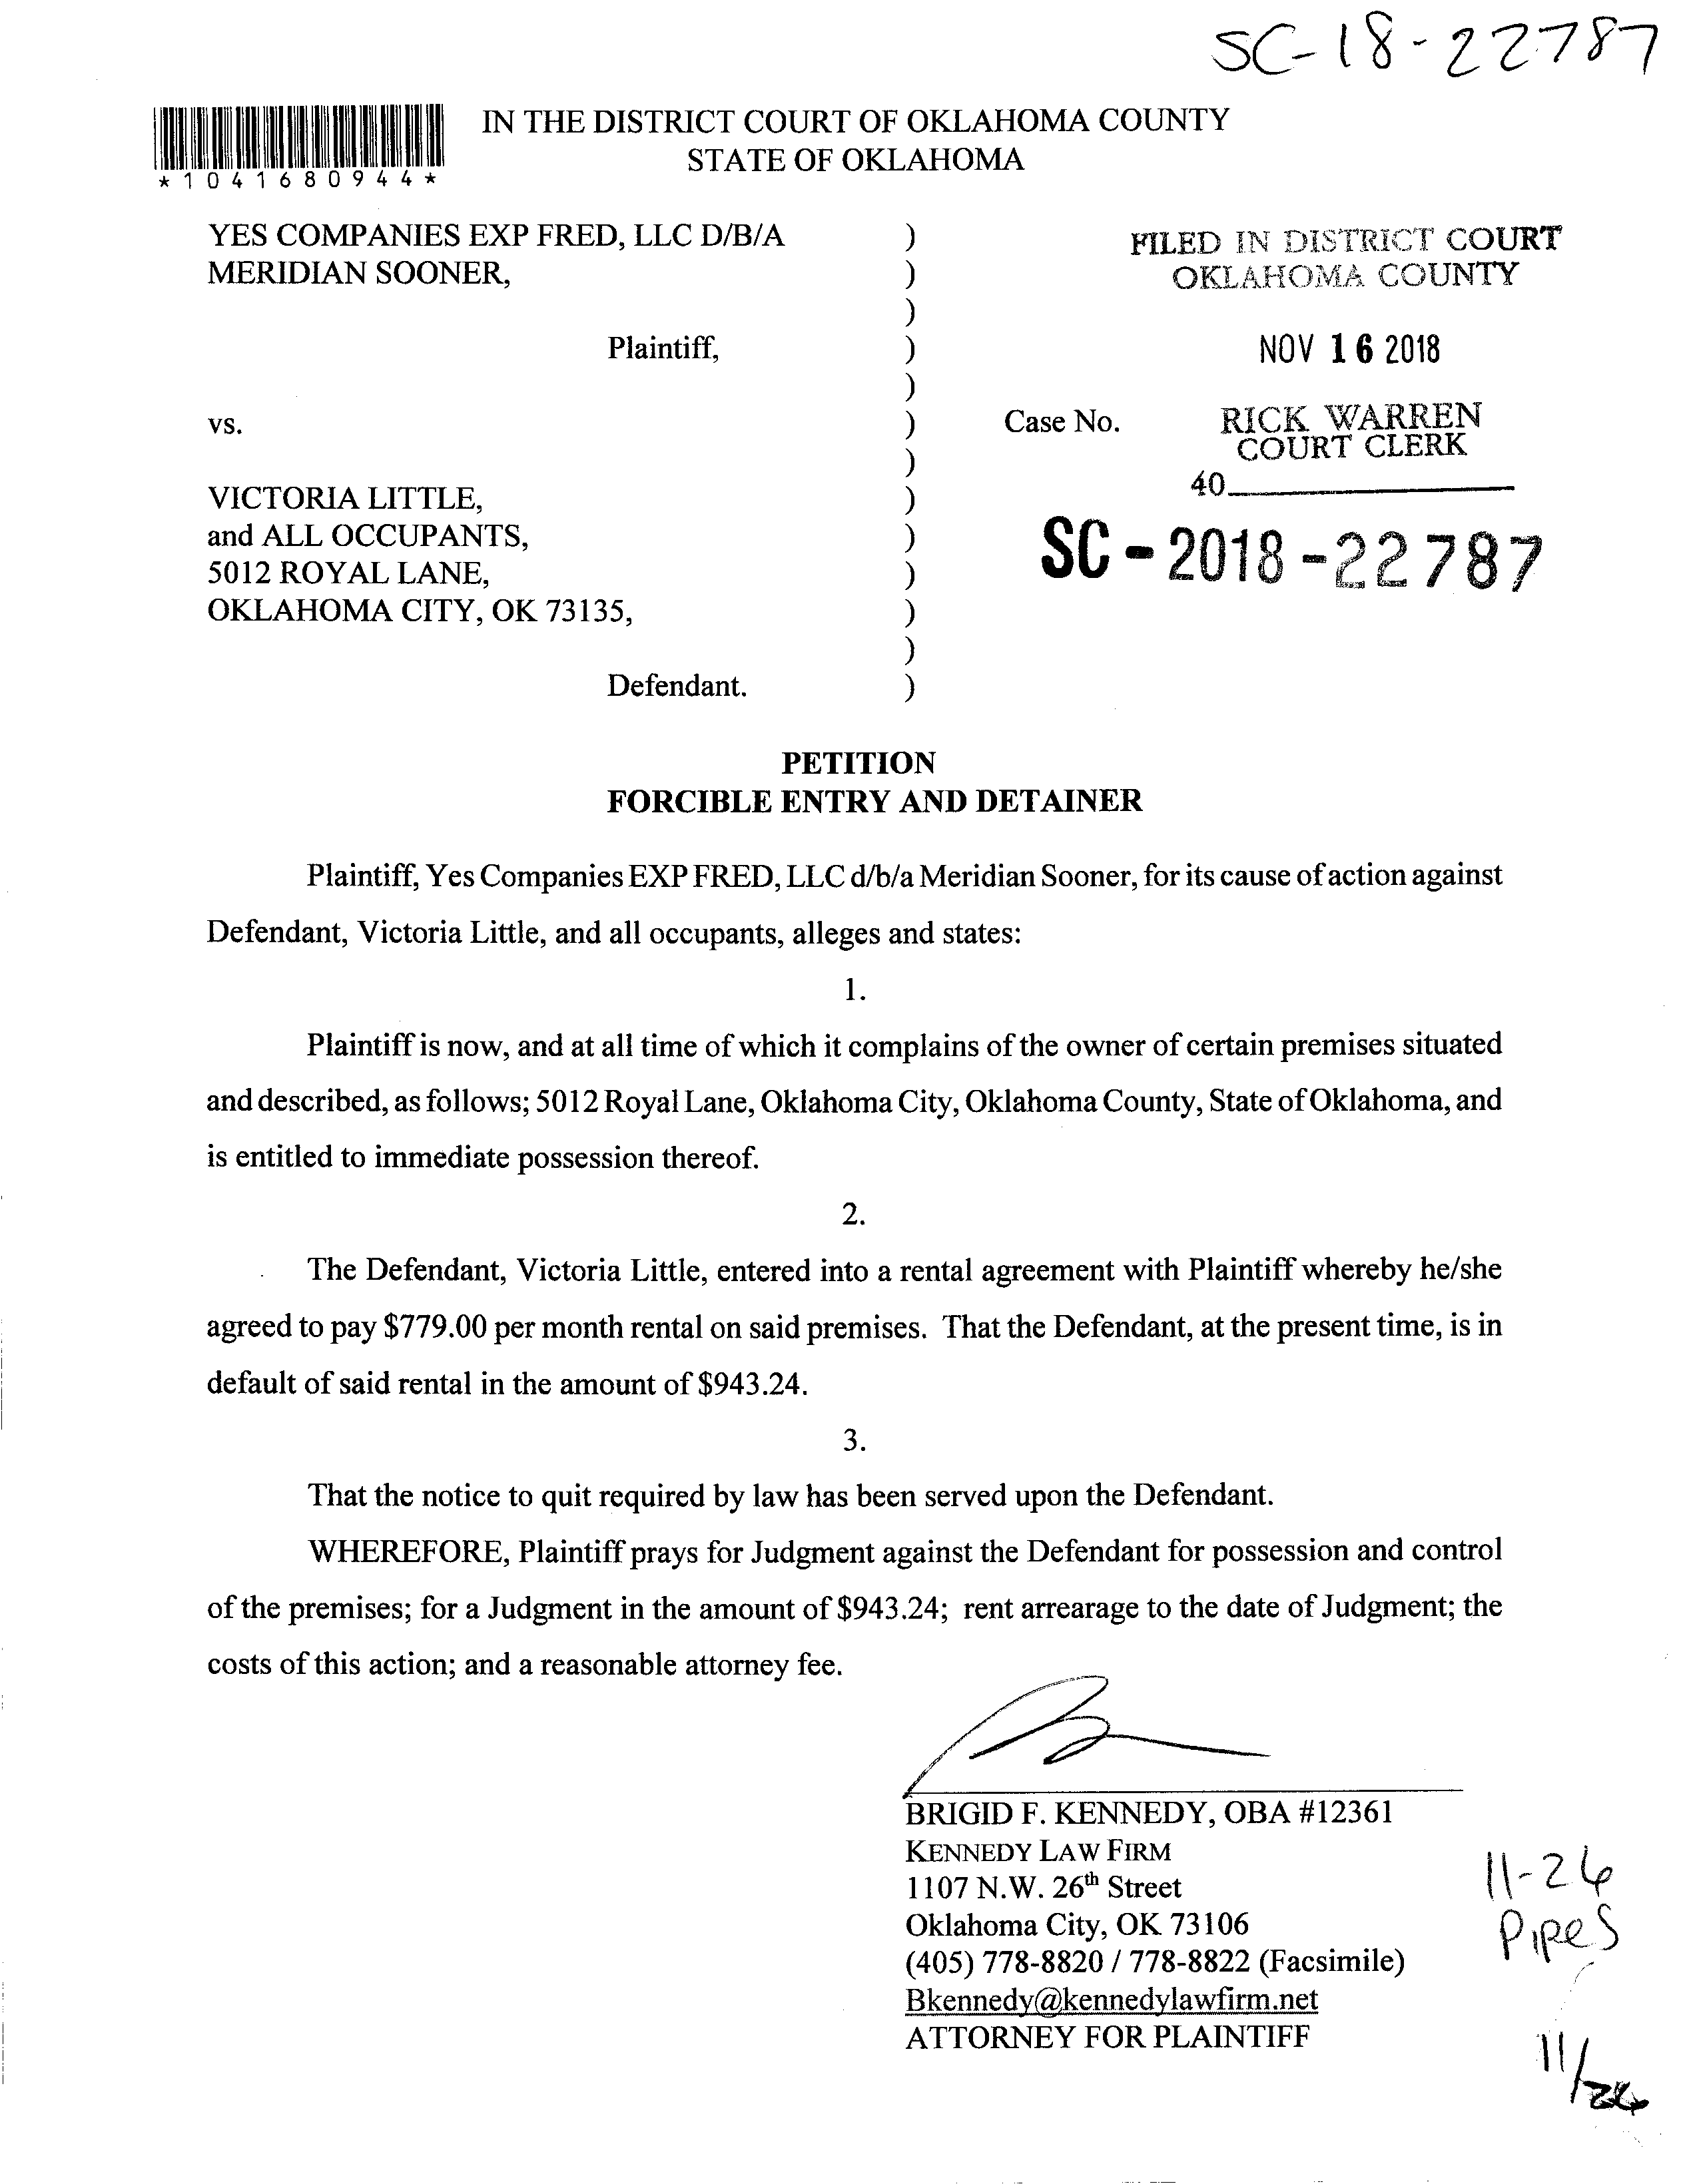 SC-18-22787
IN THE DISTRICT COURT OF OKLAHOMA COUNTY
STATE OF OKLAHOMA
*1041680944*
YES COMPANIES EXP FRED, LLC D/B/A )
MERIDIAN SOONER, )
)
Plaintiff, )
)
vs. )
)
VICTORIA LITTLE, )
and ALL OCCUPANTS, )
5012 ROYAL LANE, )
OKLAHOMA CITY, OK 73135, )
)
Defendant. )
FILED IN DISTRICT COURT
OKLAHOMA COUNTY
NOV 16 2018
Case No. RICK WARREN
COURT CLERK
40
SC-2018-22787
PETITION
FORCIBLE ENTRY AND DETAINER
Plaintiff, Yes Companies EXP FRED, LLC d/b/a Meridian Sooner, for its cause of action against
Defendant, Victoria Little, and all occupants, alleges and states:
1.
Plaintiff is now, and at all time of which it complains of the owner of certain premises situated
and described, as follows; 5012 Royal Lane, Oklahoma City, Oklahoma County, State of Oklahoma, and
is entitled to immediate possession thereof.
2.
The Defendant, Victoria Little, entered into a rental agreement with Plaintiff whereby he/she
agreed to pay $779.00 per month rental on said premises. That the Defendant, at the present time, is in
default of said rental in the amount of $943.24.
3.
That the notice to quit required by law has been served upon the Defendant.
WHEREFORE, Plaintiff prays for Judgment against the Defendant for possession and control
of the premises; for a Judgment in the amount of $943.24; rent arrearage to the date of Judgment; the
costs of this action; and a reasonable attorney fee.
BRIGID F. KENNEDY, OBA #12361
KENNEDY LAW FIRM
1107 N.W. 26th Street
Oklahoma City, OK 73106
(405) 778-8820 / 778-8822 (Facsimile)
Bkennedy@kennedylawfirm.net
ATTORNEY FOR PLAINTIFF
11-26
Pipes
11/26